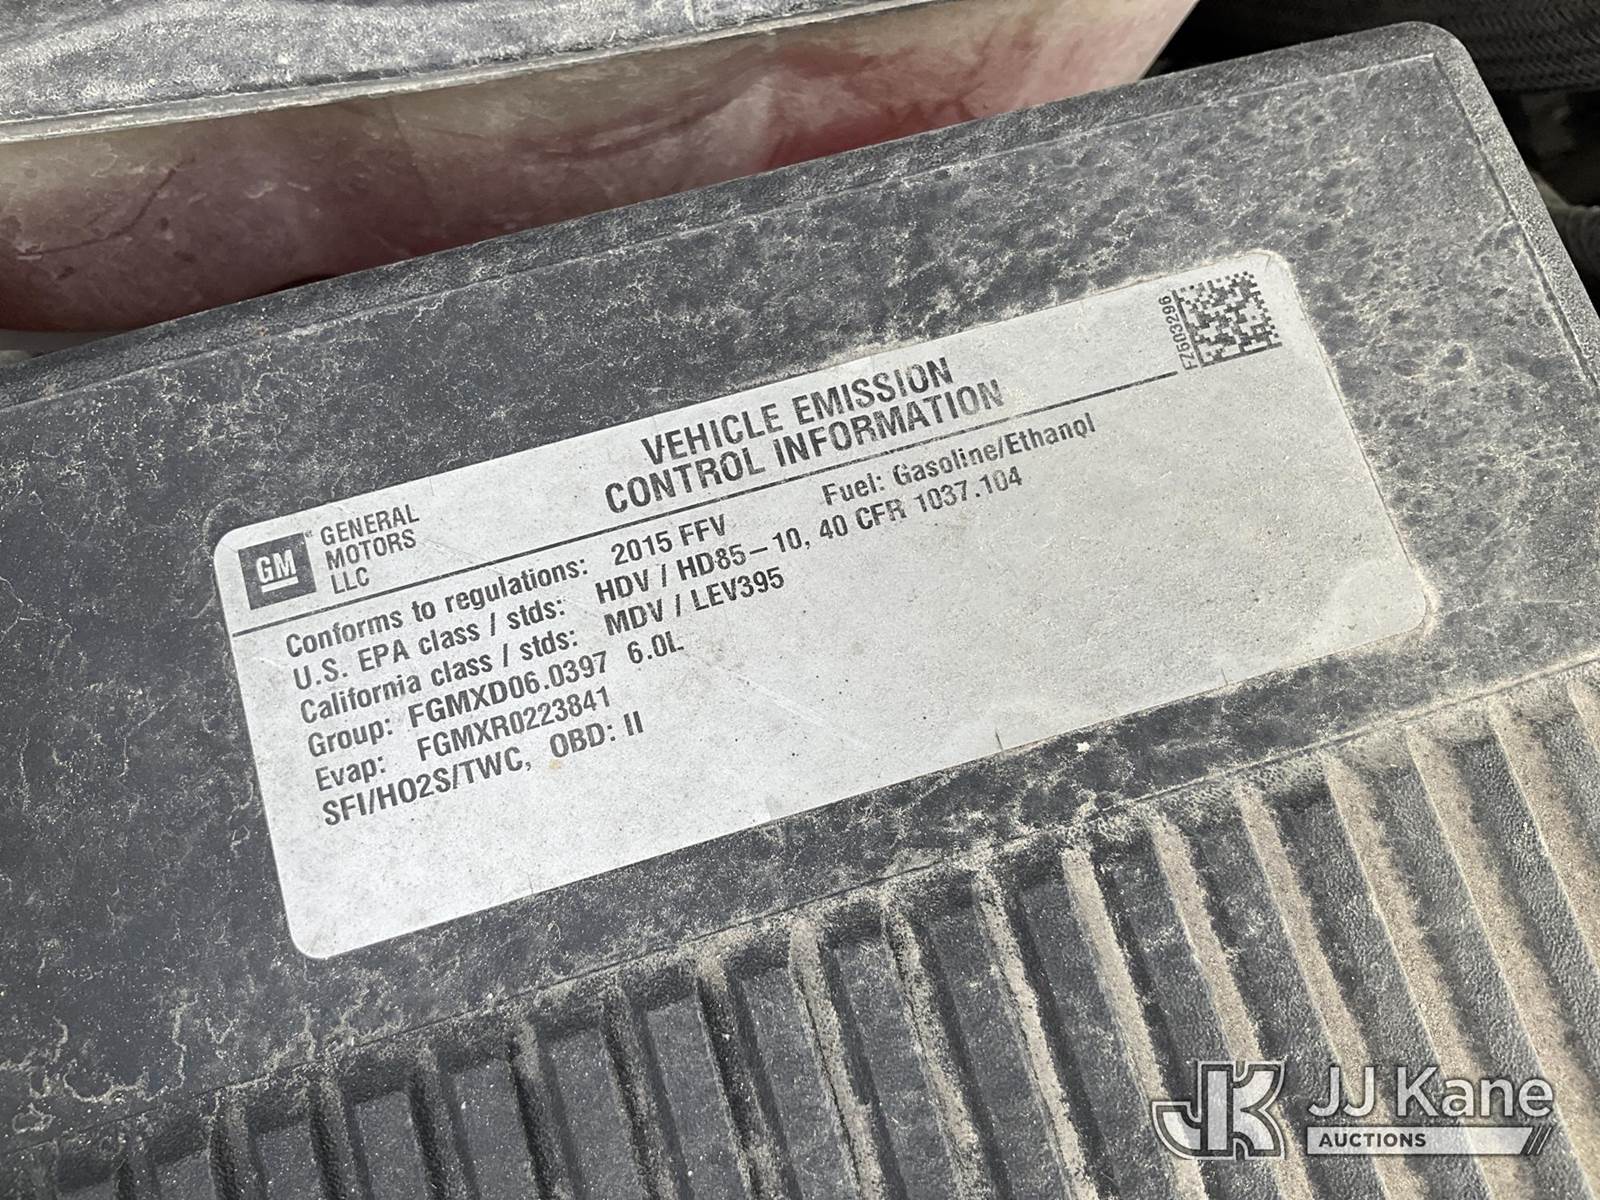 FZ603296
VEHICLE EMISSION
CONTROL INFORMATION
GM
GENERAL
MOTORS
LLC
Conforms to regulations: 2015 FFV Fuel: Gasoline/Ethanol
U.S. EPA class / stds: HDV / HD85-10, 40 CFR 1037.104
California class / stds: MDV / LEV395
Group: FGMXD06.0397 6.0L
Evap: FGMXR0223841
SFI/HO2S/TWC, OBD: II
JK JJ Kane
AUCTIONS